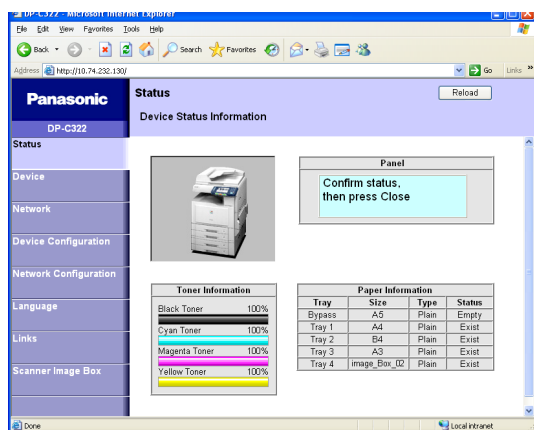 DP-C322 - Microsoft Internet Explorer
File Edit View Favorites Tools Help
Back Search Favorites
Address http://10.74.232.130/ Go Links »
Panasonic
DP-C322
Status
Device Status Information
Reload
Status
Device
Network
Device Configuration
Network Configuration
Language
Links
Scanner Image Box
Panel
Confirm status,
then press Close
Toner Information
Black Toner 100%
Cyan Toner 100%
Magenta Toner 100%
Yellow Toner 100%
Paper Information
Tray Size Type Status
Bypass A5 Plain Empty
Tray 1 A4 Plain Exist
Tray 2 B4 Plain Exist
Tray 3 A3 Plain Exist
Tray 4 image_Box_02 Plain Exist
Done Local intranet